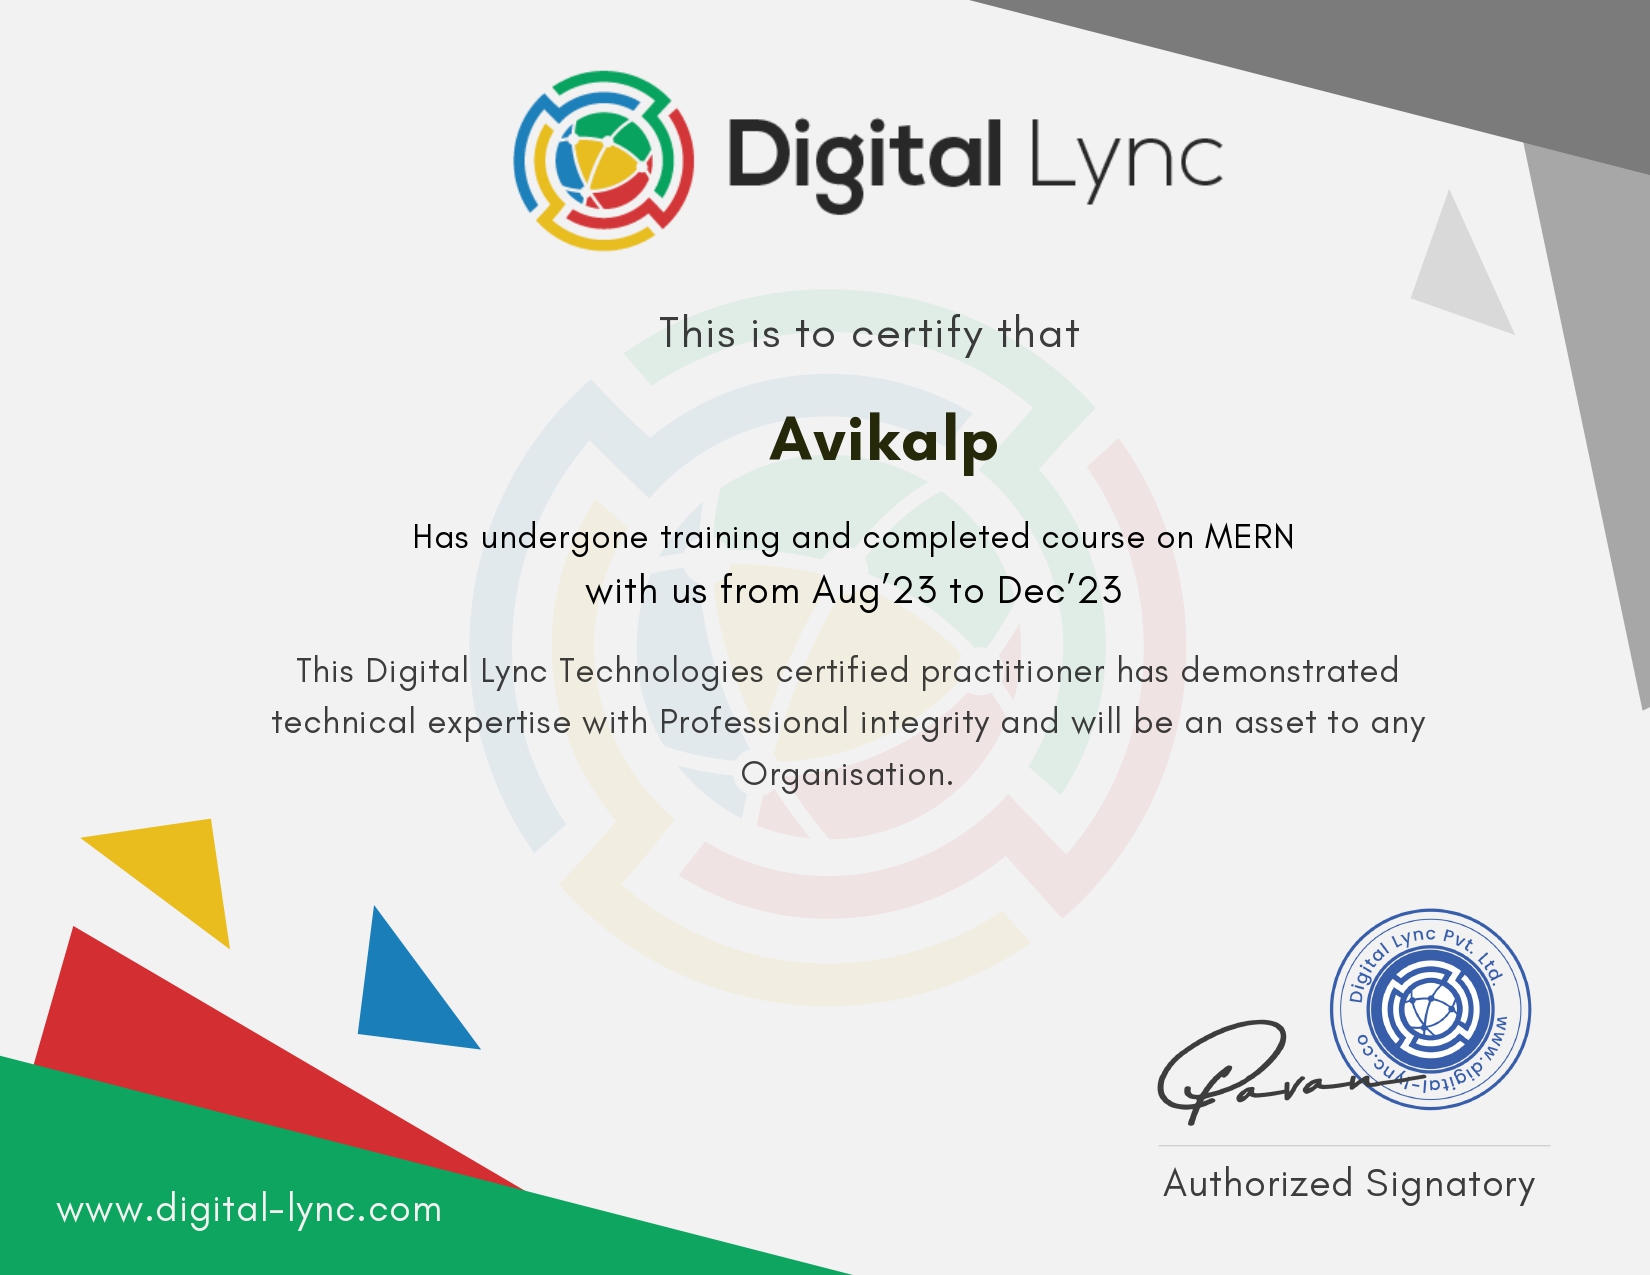 Digital Lync
This is to certify that
Avikalp
Has undergone training and completed course on MERN
with us from Aug’23 to Dec’23
This Digital Lync Technologies certified practitioner has demonstrated
technical expertise with Professional integrity and will be an asset to any
Organisation.
Digital Lync Pvt. Ltd.
www.digital-lync.co
Pavan
Authorized Signatory
www.digital-lync.com